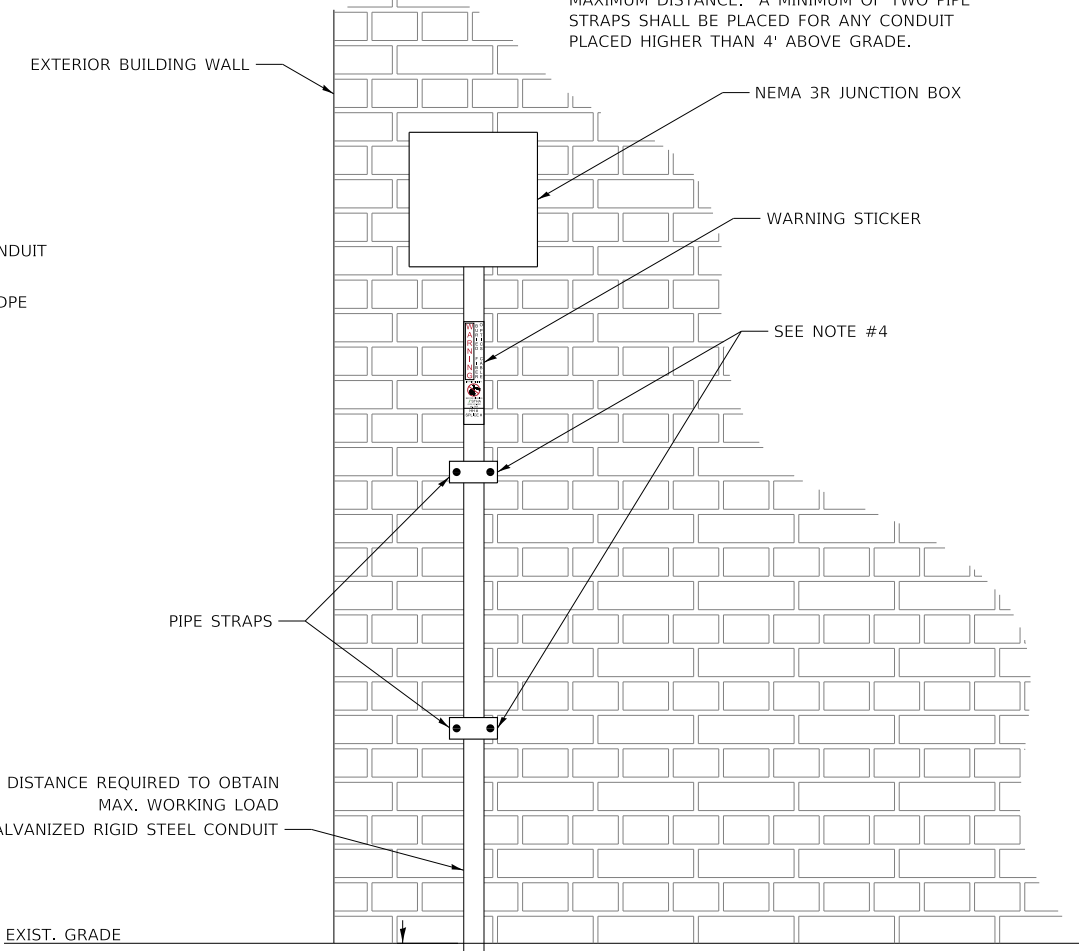 MAXIMUM DISTANCE. A MINIMUM OF TWO PIPE
STRAPS SHALL BE PLACED FOR ANY CONDUIT
PLACED HIGHER THAN 4' ABOVE GRADE.
EXTERIOR BUILDING WALL
NEMA 3R JUNCTION BOX
WARNING STICKER
NDUIT
DPE
SEE NOTE #4
WARNING
PIPE STRAPS
DISTANCE REQUIRED TO OBTAIN
MAX. WORKING LOAD
ALVANIZED RIGID STEEL CONDUIT
EXIST. GRADE